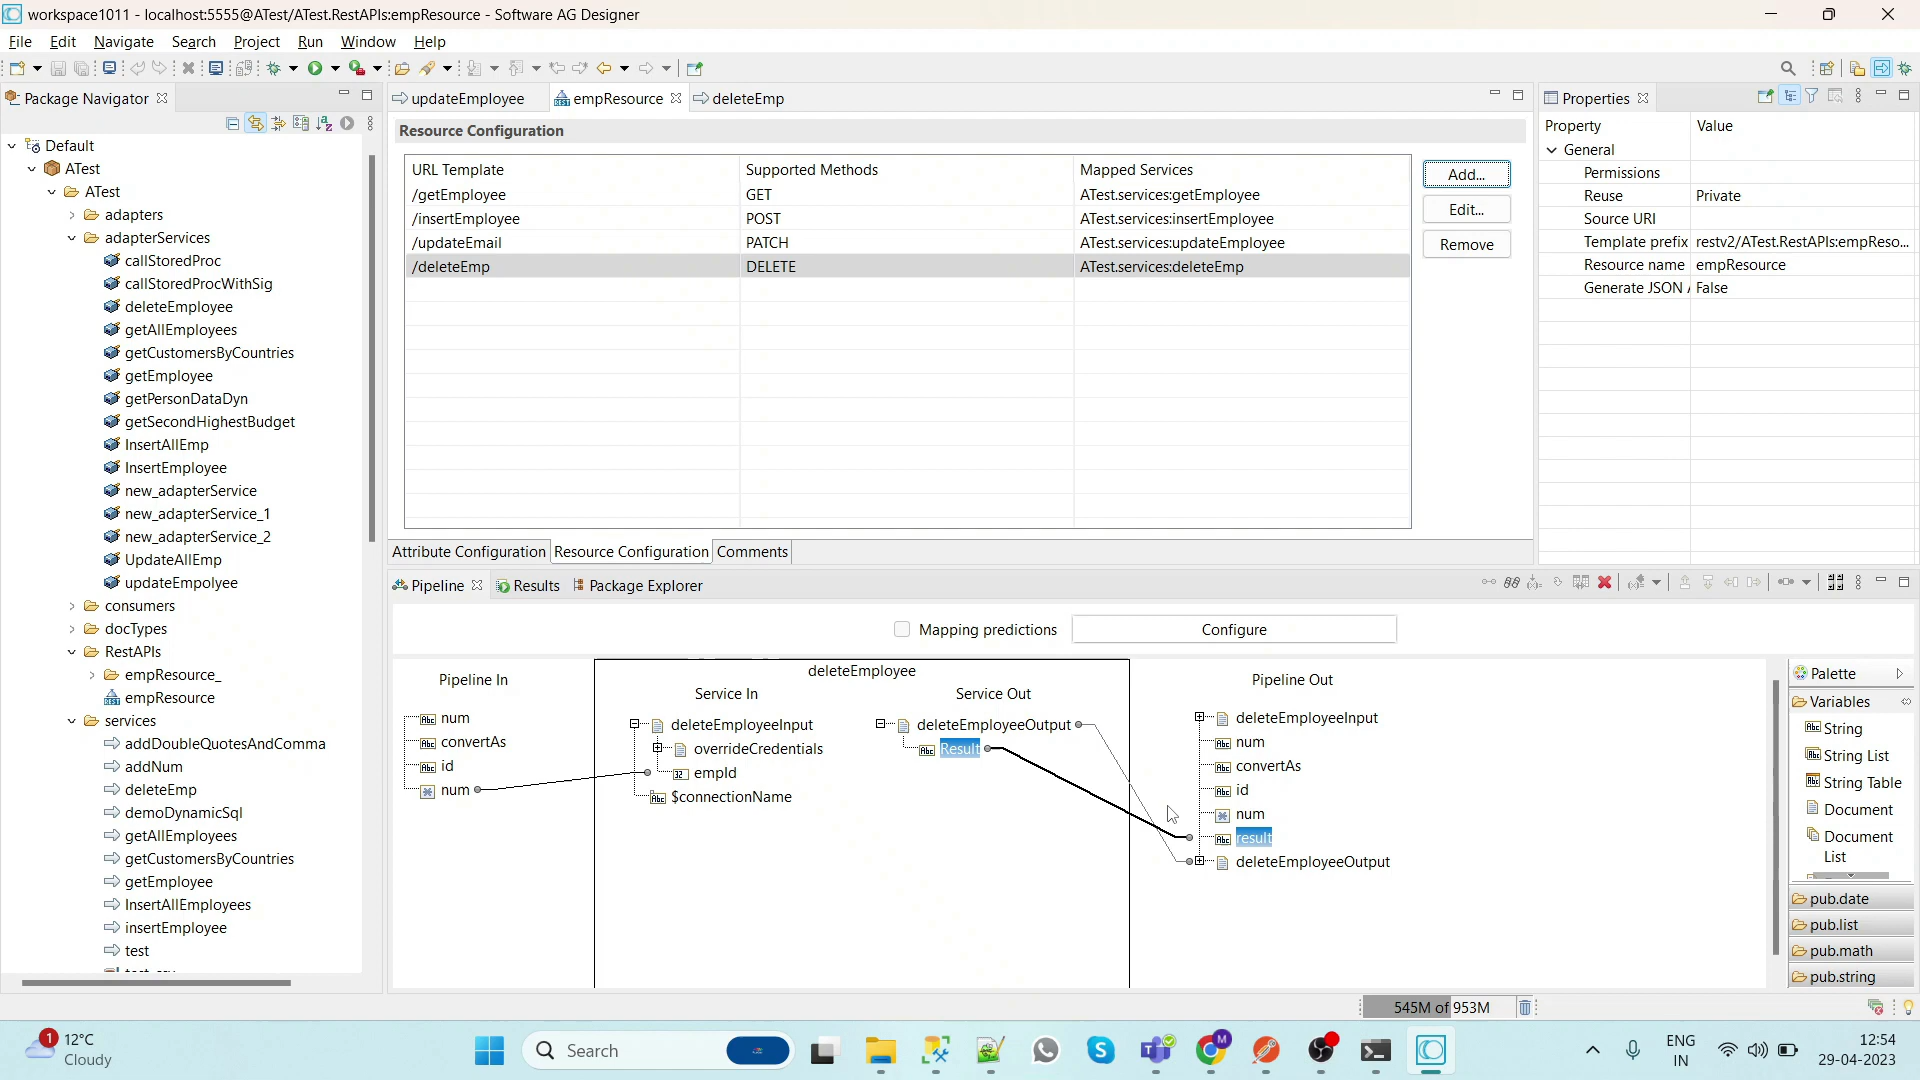 workspace1011 - localhost:5555@ATest/ATest.RestAPIs:empResource - Software AG Designer
File Edit Navigate Search Project Run Window Help
Package Navigator
Default
ATest
ATest
adapters
adapterServices
callStoredProc
callStoredProcWithSig
deleteEmployee
getAllEmployees
getCustomersByCountries
getEmployee
getPersonDataDyn
getSecondHighestBudget
InsertAllEmp
InsertEmployee
new_adapterService
new_adapterService_1
new_adapterService_2
UpdateAllEmp
updateEmpolyee
consumers
docTypes
RestAPIs
empResource_
empResource
services
addDoubleQuotesAndComma
addNum
deleteEmp
demoDynamicSql
getAllEmployees
getCustomersByCountries
getEmployee
InsertAllEmployees
insertEmployee
test
updateEmployee empResource deleteEmp
Resource Configuration
URL Template Supported Methods Mapped Services
/getEmployee GET ATest.services:getEmployee
/insertEmployee POST ATest.services:insertEmployee
/updateEmail PATCH ATest.services:updateEmployee
/deleteEmp DELETE ATest.services:deleteEmp
Add...
Edit...
Remove
Attribute Configuration Resource Configuration Comments
Properties
Property Value
General
Permissions
Reuse Private
Source URI
Template prefix restv2/ATest.RestAPIs:empReso...
Resource name empResource
Generate JSON False
Pipeline Results Package Explorer
Mapping predictions Configure
Pipeline In
num
convertAs
id
num
deleteEmployee
Service In
deleteEmployeeInput
overrideCredentials
empId
$connectionName
Service Out
deleteEmployeeOutput
Result
Pipeline Out
deleteEmployeeInput
num
convertAs
id
num
result
deleteEmployeeOutput
Palette
Variables
String
String List
String Table
Document
Document
List
pub.date
pub.list
pub.math
pub.string
545M of 953M
1
12°C
Cloudy
Search
M
ENG
IN
12:54
29-04-2023